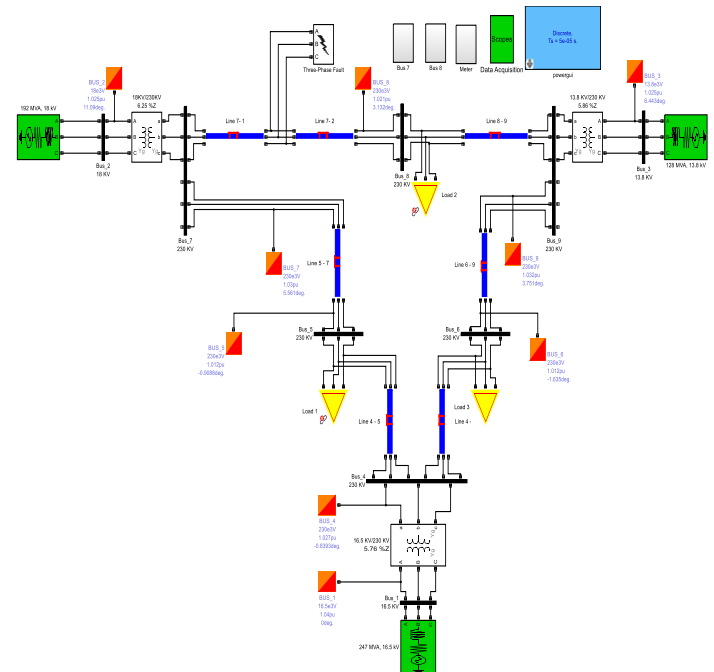 Discrete,
Ts = 5e-05 s.
powergui
Scopes
Data Acquisition
Bus 7
Bus 8
Meter
A
B
C
Three-Phase Fault
BUS_2
18e3V
1.025pu
11.09deg.
18KV/230KV
6.25 %Z
192 MVA, 18 kV
Bus_2
18 KV
Line 7- 1
Line 7- 2
BUS_8
230e3V
1.021pu
3.132deg.
Line 8 - 9
13.8 KV/230 KV
5.86 %Z
BUS_3
13.8e3V
1.025pu
6.443deg.
Bus_3
13.8 KV
128 MVA, 13.8 kV
Bus_8
230 KV
Load 2
Bus_7
230 KV
Bus_9
230 KV
BUS_7
230e3V
1.03pu
5.561deg.
Line 5 - 7
Line 6 - 9
230e3V
1.032pu
3.751deg.
BUS_5
230e3V
1.012pu
Bus_5
230 KV
Bus_6
230 KV
BUS_6
230e3V
1.012pu
-1.635deg.
Load 1
Line 4 - 5
Load 3
Line 4 -
Bus_4
230 KV
BUS_4
230e3V
1.027pu
-0.8393deg.
16.5 KV/230 KV
5.76 %Z
BUS_1
16.5e3V
1.04pu
0deg.
Bus_1
16.5 KV
247 MVA, 16.5 kV